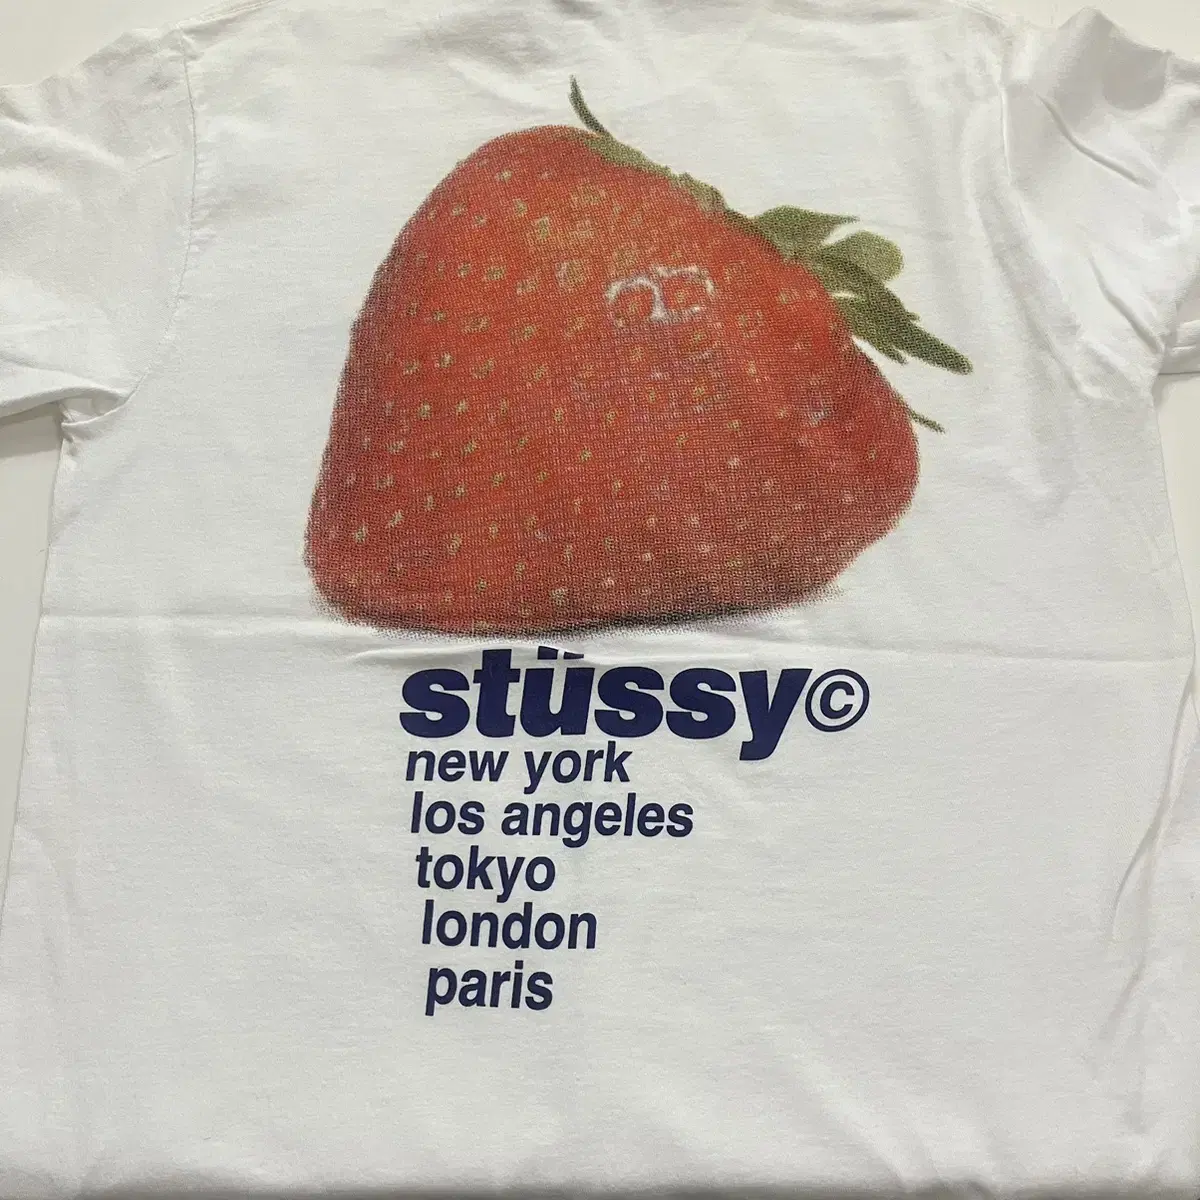 stüssy©
new york
los angeles
tokyo
london
paris